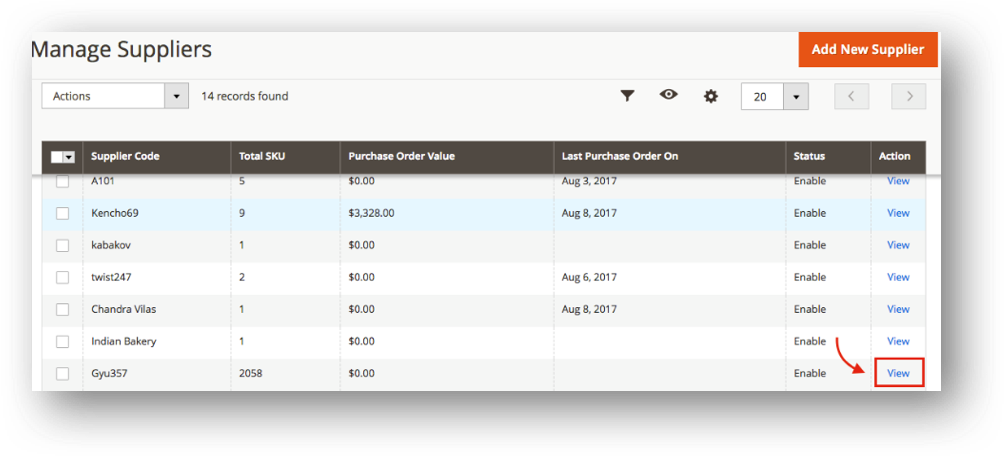 Manage Suppliers
Add New Supplier
Actions 14 records found 20
Supplier Code Total SKU Purchase Order Value Last Purchase Order On Status Action
A101 5 $0.00 Aug 3, 2017 Enable View
Kencho69 9 $3,328.00 Aug 8, 2017 Enable View
kabakov 1 $0.00 Enable View
twist247 2 $0.00 Aug 6, 2017 Enable View
Chandra Vilas 1 $0.00 Aug 8, 2017 Enable View
Indian Bakery 1 $0.00 Enable View
Gyu357 2058 $0.00 Enable View